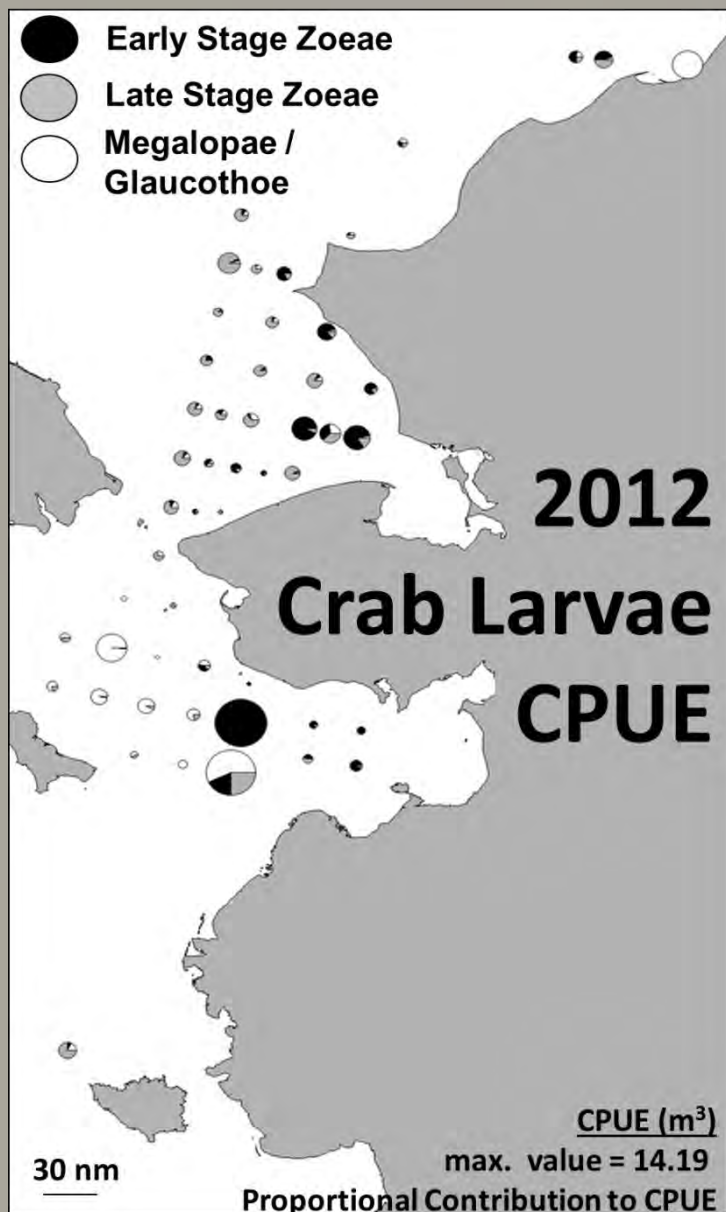 Early Stage Zoeae
Late Stage Zoeae
Megalopae /
Glaucothoe
2012
Crab Larvae
CPUE
CPUE (m³)
max. value = 14.19
30 nm
Proportional Contribution to CPUE